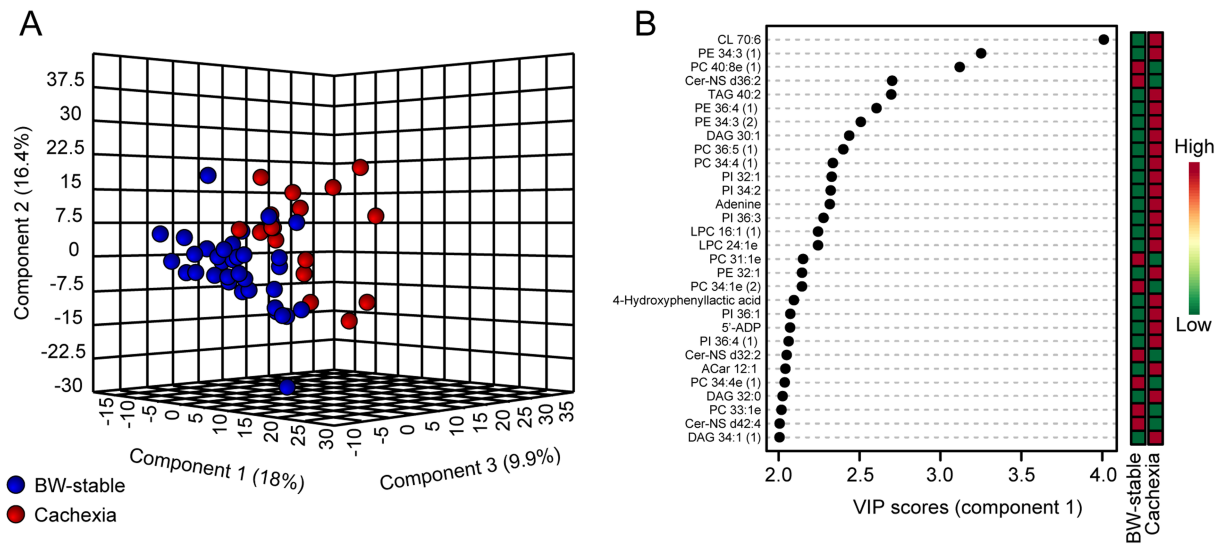 A
37.5
30
22.5
15
7.5
0
-7.5
-15
-22.5
-30
Component 2 (16.4%)
-15
-10
-5
0
5
10
15
20
25
30
Component 1 (18%)
-10
-5
0
5
10
15
20
25
30
35
Component 3 (9.9%)
BW-stable
Cachexia
B
CL 70:6
PE 34:3 (1)
PC 40:8e (1)
Cer-NS d36:2
TAG 40:2
PE 36:4 (1)
PE 34:3 (2)
DAG 30:1
PC 36:5 (1)
PC 34:4 (1)
PI 32:1
PI 34:2
Adenine
PI 36:3
LPC 16:1 (1)
LPC 24:1e
PC 31:1e
PE 32:1
PC 34:1e (2)
4-Hydroxyphenyllactic acid
PI 36:1
5'-ADP
PI 36:4 (1)
Cer-NS d32:2
ACar 12:1
PC 34:4e (1)
DAG 32:0
PC 33:1e
Cer-NS d42:4
DAG 34:1 (1)
2.0 2.5 3.0 3.5 4.0
VIP scores (component 1)
BW-stable
Cachexia
High
Low